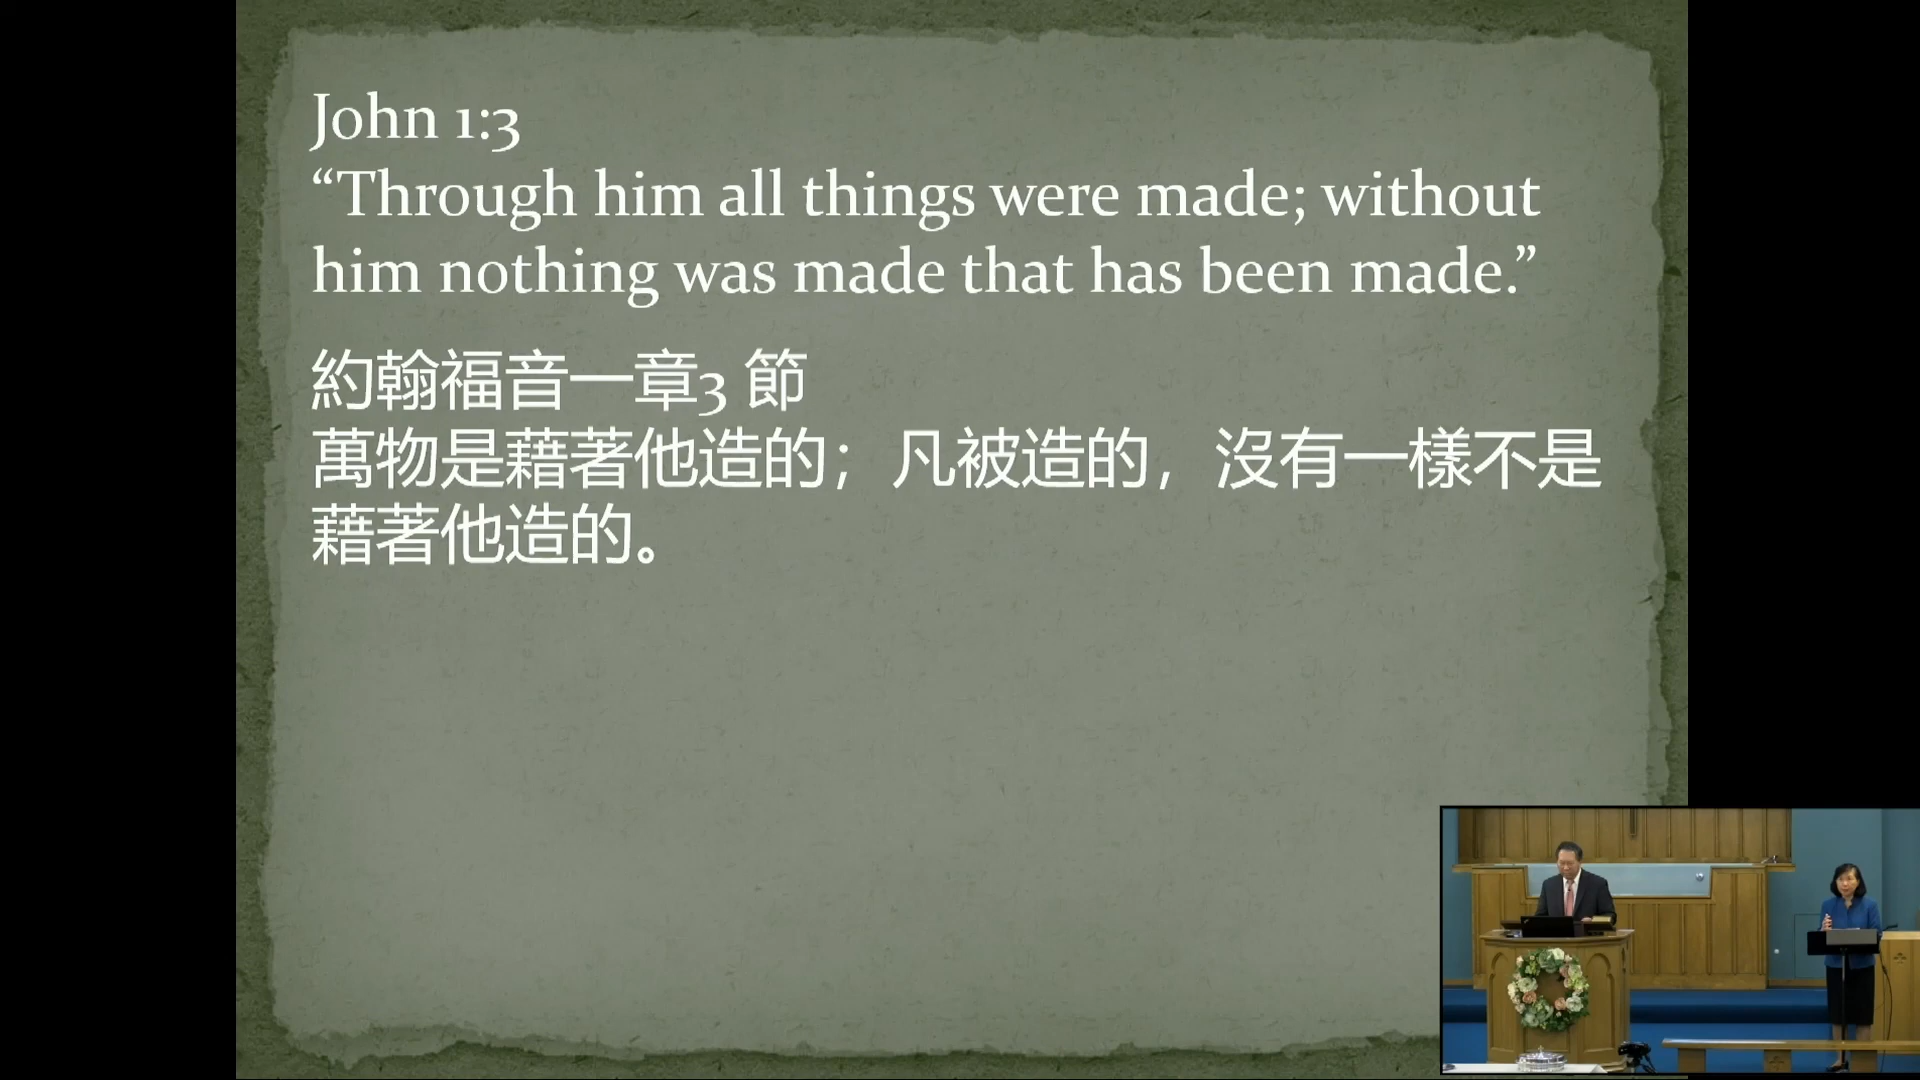 John 1:3
“Through him all things were made; without
him nothing was made that has been made.”
約翰福音一章3 節
萬物是藉著他造的；凡被造的，沒有一樣不是
藉著他造的。